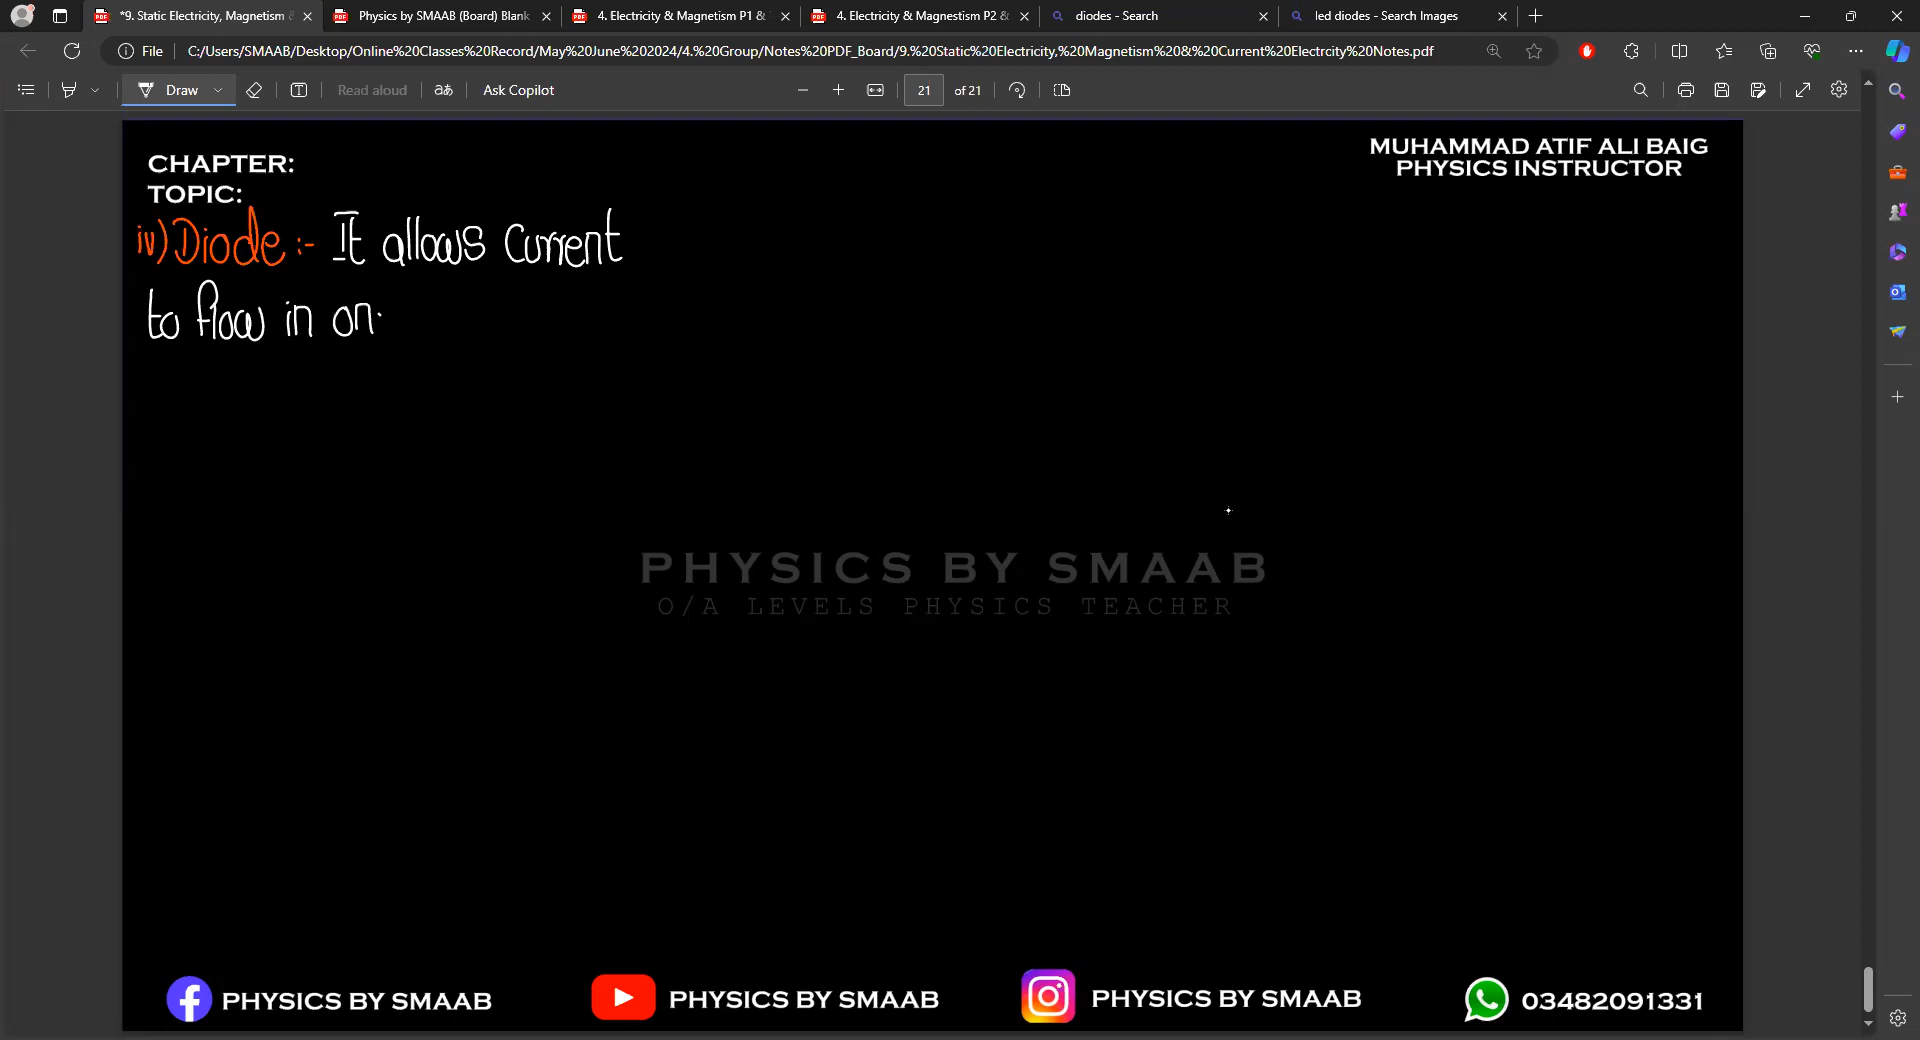 *9. Static Electricity, Magnetism &
Physics by SMAAB (Board) Blank
4. Electricity & Magnetism P1 &
4. Electricity & Magnestism P2 &
diodes - Search
led diodes - Search Images
File
C:/Users/SMAAB/Desktop/Online%20Classes%20Record/May%20June%202024/4.%20Group/Notes%20PDF_Board/9.%20Static%20Electricity,%20Magnetism%20&%20Current%20Electrcity%20Notes.pdf
Draw
Read aloud
aあ
Ask Copilot
21
of 21
CHAPTER:
TOPIC:
MUHAMMAD ATIF ALI BAIG
PHYSICS INSTRUCTOR
iv) Diode :- It allows current
to flow in on
PHYSICS BY SMAAB
O/A LEVELS PHYSICS TEACHER
PHYSICS BY SMAAB
PHYSICS BY SMAAB
PHYSICS BY SMAAB
03482091331